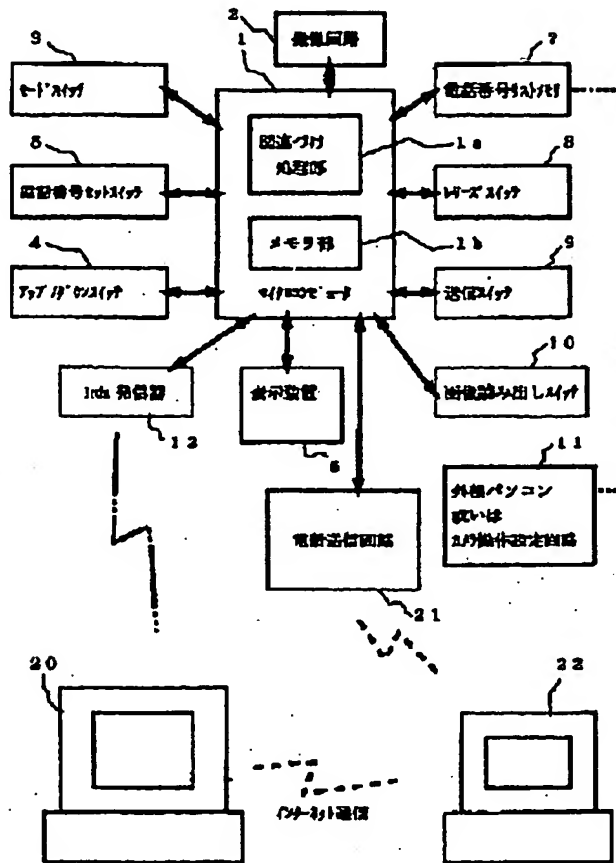 2
撮像回路
3
モードスイッチ
1
7
電話番号リストメモリ
関連づけ
処理部
1a
5
番号セットスイッチ
8
レリーズスイッチ
メモリ部
1b
4
アップ/ダウンスイッチ
マイクロコンピュータ
9
送信スイッチ
Irda 発信器
12
表示装置
6
10
画像読み出しスイッチ
11
外部パソコン
或いは
カメラ操作設定回路
電話送信回路
21
20
22
インターネット通信